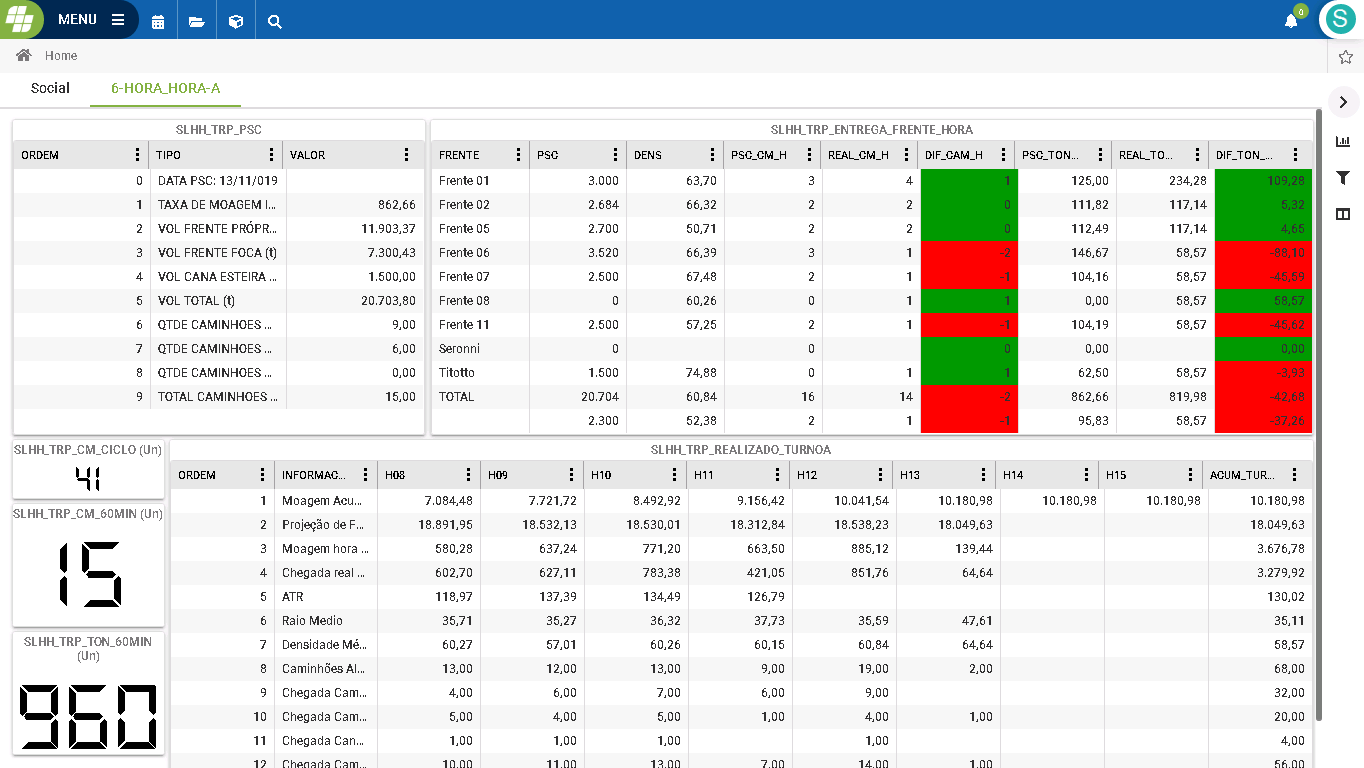 MENU
0
S
Home
Social 6-HORA_HORA-A
SLHH_TRP_PSC
ORDEM TIPO VALOR
0 DATA PSC: 13/11/019
1 TAXA DE MOAGEM I... 862,66
2 VOL FRENTE PRÓPR... 11.903,37
3 VOL FRENTE FOCA (t) 7.300,43
4 VOL CANA ESTEIRA ... 1.500,00
5 VOL TOTAL (t) 20.703,80
6 QTDE CAMINHOES ... 9,00
7 QTDE CAMINHOES ... 6,00
8 QTDE CAMINHOES ... 0,00
9 TOTAL CAMINHOES ... 15,00
SLHH_TRP_ENTREGA_FRENTE_HORA
FRENTE PSC DENS PSC_CM_H REAL_CM_H DIF_CAM_H PSC_TON... REAL_TO... DIF_TON_...
Frente 01 3.000 63,70 3 4 1 125,00 234,28 109,28
Frente 02 2.684 66,32 2 2 0 111,82 117,14 5,32
Frente 05 2.700 50,71 2 2 0 112,49 117,14 4,65
Frente 06 3.520 66,39 3 1 -2 146,67 58,57 -88,10
Frente 07 2.500 67,48 2 1 -1 104,16 58,57 -45,59
Frente 08 0 60,26 0 1 1 0,00 58,57 58,57
Frente 11 2.500 57,25 2 1 -1 104,19 58,57 -45,62
Seronni 0 0 0 0,00 0,00
Titotto 1.500 74,88 0 1 1 62,50 58,57 -3,93
TOTAL 20.704 60,84 16 14 -2 862,66 819,98 -42,68
2.300 52,38 2 1 -1 95,83 58,57 -37,26
SLHH_TRP_CM_CICLO (Un)
41
SLHH_TRP_CM_60MIN (Un)
15
SLHH_TRP_TON_60MIN
(Un)
960
SLHH_TRP_REALIZADO_TURNOA
ORDEM INFORMAC... H08 H09 H10 H11 H12 H13 H14 H15 ACUM_TUR...
1 Moagem Acu... 7.084,48 7.721,72 8.492,92 9.156,42 10.041,54 10.180,98 10.180,98 10.180,98 10.180,98
2 Projeção de F... 18.891,95 18.532,13 18.530,01 18.312,84 18.538,23 18.049,63 18.049,63
3 Moagem hora ... 580,28 637,24 771,20 663,50 885,12 139,44 3.676,78
4 Chegada real ... 602,70 627,11 783,38 421,05 851,76 64,64 3.279,92
5 ATR 118,97 137,39 134,49 126,79 130,02
6 Raio Medio 35,71 35,27 36,32 37,73 35,59 47,61 35,11
7 Densidade Mé... 60,27 57,01 60,26 60,15 60,84 64,64 58,57
8 Caminhões Al... 13,00 12,00 13,00 9,00 19,00 2,00 68,00
9 Chegada Cam... 4,00 6,00 7,00 6,00 9,00 32,00
10 Chegada Cam... 5,00 4,00 5,00 1,00 4,00 1,00 20,00
11 Chegada Can... 1,00 1,00 1,00 1,00 4,00
12 Chegada Cam... 10,00 11,00 13,00 7,00 14,00 1,00 56,00